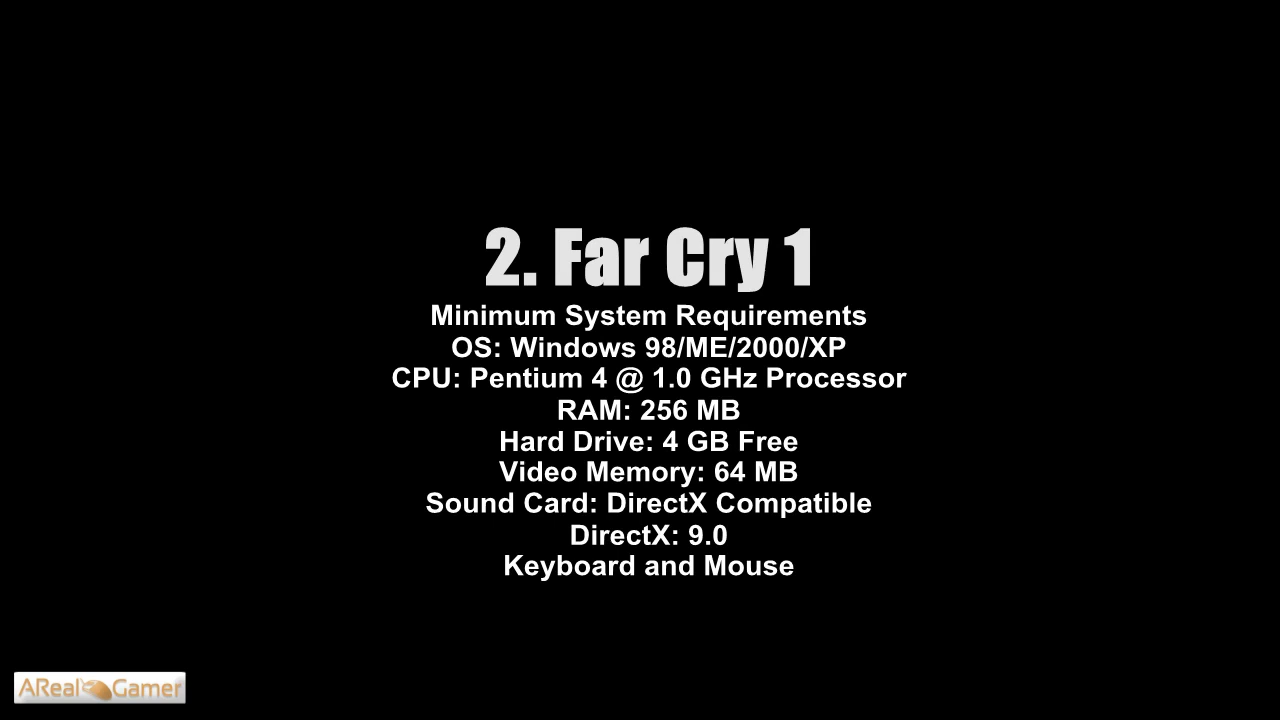 2. Far Cry 1
Minimum System Requirements
OS: Windows 98/ME/2000/XP
CPU: Pentium 4 @ 1.0 GHz Processor
RAM: 256 MB
Hard Drive: 4 GB Free
Video Memory: 64 MB
Sound Card: DirectX Compatible
DirectX: 9.0
Keyboard and Mouse
ARealGamer